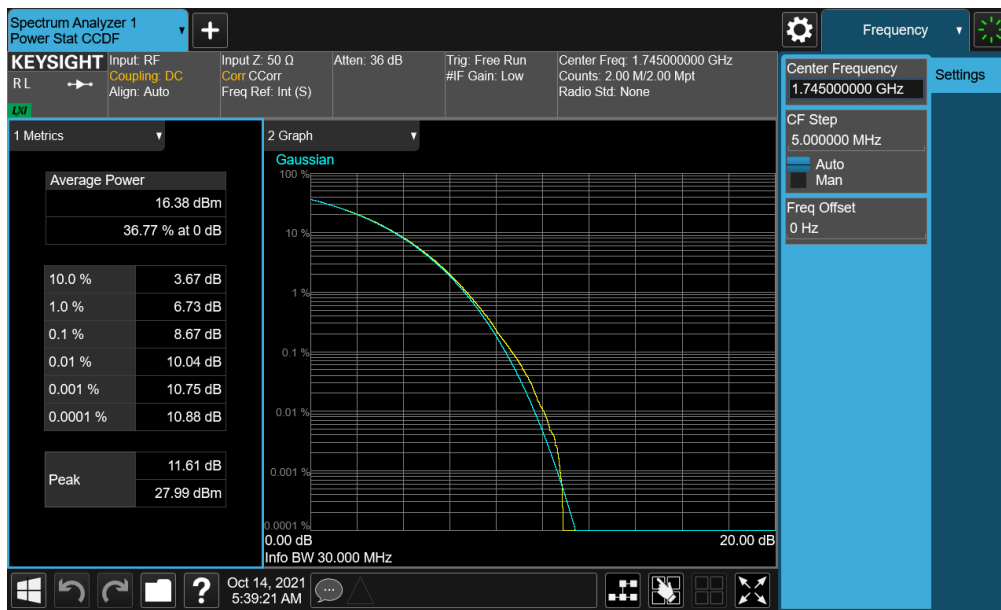 Spectrum Analyzer 1
Power Stat CCDF
+
Frequency
KEYSIGHT
R L
LXI
Input: RF
Coupling: DC
Align: Auto
Input Z: 50 Ω
Corr CCorr
Freq Ref: Int (S)
Atten: 36 dB
Trig: Free Run
#IF Gain: Low
Center Freq: 1.745000000 GHz
Counts: 2.00 M/2.00 Mpt
Radio Std: None
Center Frequency
1.745000000 GHz
Settings
CF Step
5.000000 MHz
Auto
Man
Freq Offset
0 Hz
1 Metrics
Average Power
16.38 dBm
36.77 % at 0 dB
10.0 % 3.67 dB
1.0 % 6.73 dB
0.1 % 8.67 dB
0.01 % 10.04 dB
0.001 % 10.75 dB
0.0001 % 10.88 dB
Peak
11.61 dB
27.99 dBm
2 Graph
Gaussian
100 %
10 %
1 %
0.1 %
0.01 %
0.001 %
0.0001 %
0.00 dB 20.00 dB
Info BW 30.000 MHz
?
Oct 14, 2021
5:39:21 AM